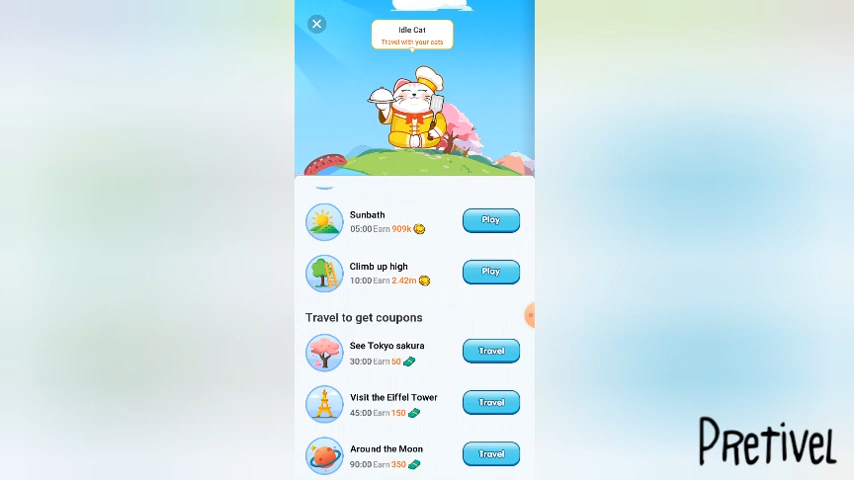 Idle Cat
Travel with your cats
Sunbath
05:00 Earn 909k
Play
Climb up high
10:00 Earn 2.42m
Play
Travel to get coupons
See Tokyo sakura
30:00 Earn 50
Travel
Visit the Eiffel Tower
45:00 Earn 150
Travel
Around the Moon
90:00 Earn 350
Travel
PRETIVEL